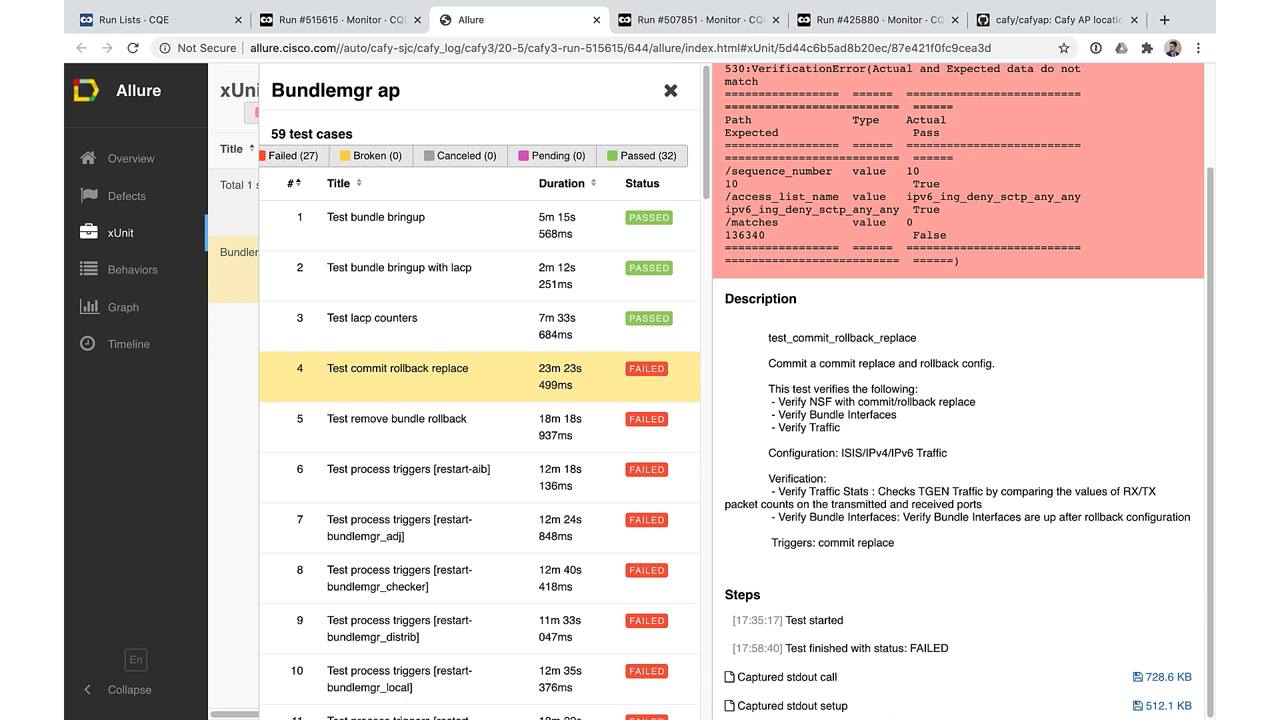 Run Lists · CQE
Run #515615 · Monitor · CQE
Allure
Run #507851 · Monitor · CQE
Run #425880 · Monitor · CQE
cafy/cafyap: Cafy AP locatio
Not Secure
allure.cisco.com//auto/cafy-sjc/cafy_log/cafy3/20-5/cafy3-run-515615/644/allure/index.html#xUnit/5d44c6b5ad8b20ec/87e421f0fc9cea3d
Allure
Overview
Defects
xUnit
Behaviors
Graph
Timeline
En
Collapse
xUni
Title
Total 1 s
Bundler
Bundlemgr ap
59 test cases
Failed (27)
Broken (0)
Canceled (0)
Pending (0)
Passed (32)
# Title Duration Status
1 Test bundle bringup 5m 15s PASSED
568ms
2 Test bundle bringup with lacp 2m 12s PASSED
251ms
3 Test lacp counters 7m 33s PASSED
684ms
4 Test commit rollback replace 23m 23s FAILED
499ms
5 Test remove bundle rollback 18m 18s FAILED
937ms
6 Test process triggers [restart-aib] 12m 18s FAILED
136ms
7 Test process triggers [restart- 12m 24s FAILED
bundlemgr_adj] 848ms
8 Test process triggers [restart- 12m 40s FAILED
bundlemgr_checker] 418ms
9 Test process triggers [restart- 11m 33s FAILED
bundlemgr_distrib] 047ms
10 Test process triggers [restart- 12m 35s FAILED
bundlemgr_local] 376ms
530:VerificationError(Actual and Expected data do not
match
================= ====== ==========================
========================== ======
Path Type Actual
Expected Pass
================= ====== ==========================
========================== ======
/sequence_number value 10
10 True
/access_list_name value ipv6_ing_deny_sctp_any_any
ipv6_ing_deny_sctp_any_any True
/matches value 0
136340 False
================= ====== ==========================
========================== ======)
Description
test_commit_rollback_replace
Commit a commit replace and rollback config.
This test verifies the following:
- Verify NSF with commit/rollback replace
- Verify Bundle Interfaces
- Verify Traffic
Configuration: ISIS/IPv4/IPv6 Traffic
Verification:
- Verify Traffic Stats : Checks TGEN Traffic by comparing the values of RX/TX
packet counts on the transmitted and received ports
- Verify Bundle Interfaces: Verify Bundle Interfaces are up after rollback configuration
Triggers: commit replace
Steps
[17:35:17] Test started
[17:58:40] Test finished with status: FAILED
Captured stdout call 728.6 KB
Captured stdout setup 512.1 KB